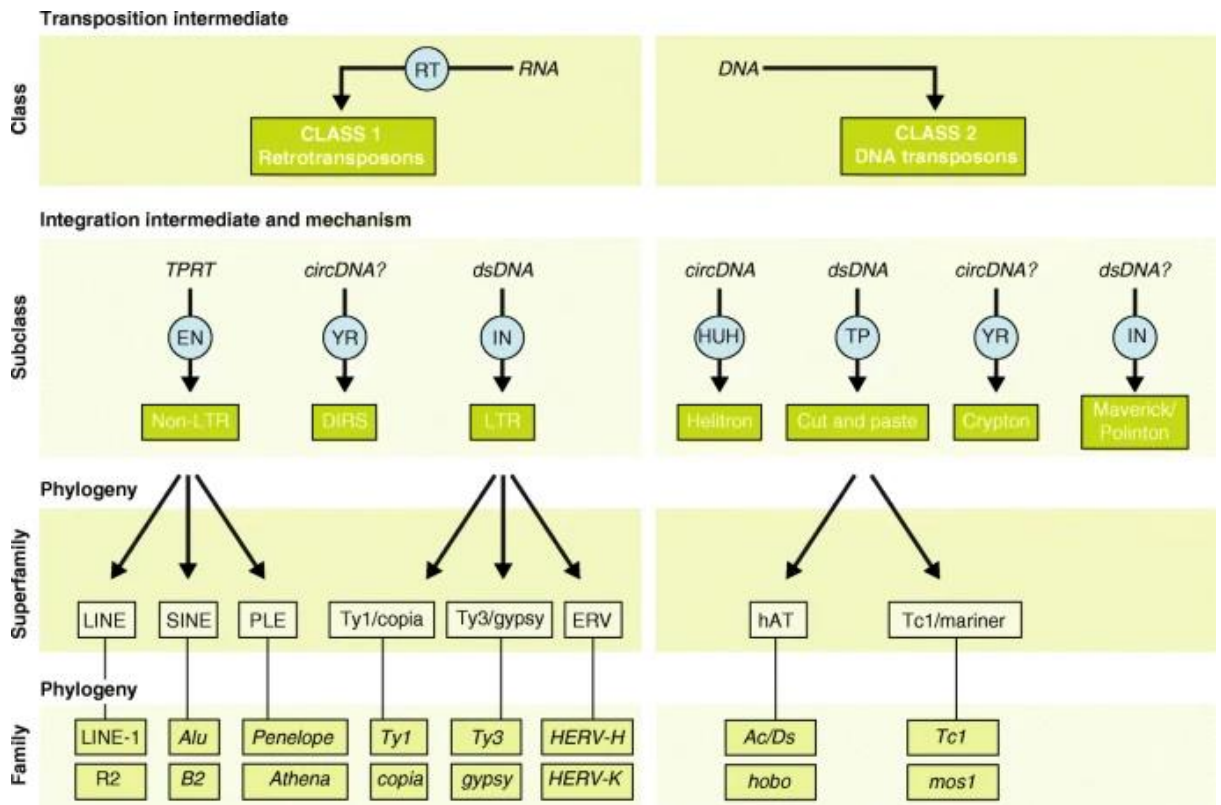 Transposition intermediate
Class
RT
RNA
CLASS 1
Retrotransposons
DNA
CLASS 2
DNA transposons
Integration intermediate and mechanism
Subclass
TPRT
circDNA?
dsDNA
circDNA
dsDNA
circDNA?
dsDNA?
EN
YR
IN
HUH
TP
YR
IN
Non-LTR
DIRS
LTR
Helitron
Cut and paste
Crypton
Maverick/
Polinton
Phylogeny
Superfamily
LINE
SINE
PLE
Ty1/copia
Ty3/gypsy
ERV
hAT
Tc1/mariner
Phylogeny
Family
LINE-1
Alu
Penelope
Ty1
Ty3
HERV-H
Ac/Ds
Tc1
R2
B2
Athena
copia
gypsy
HERV-K
hobo
mos1